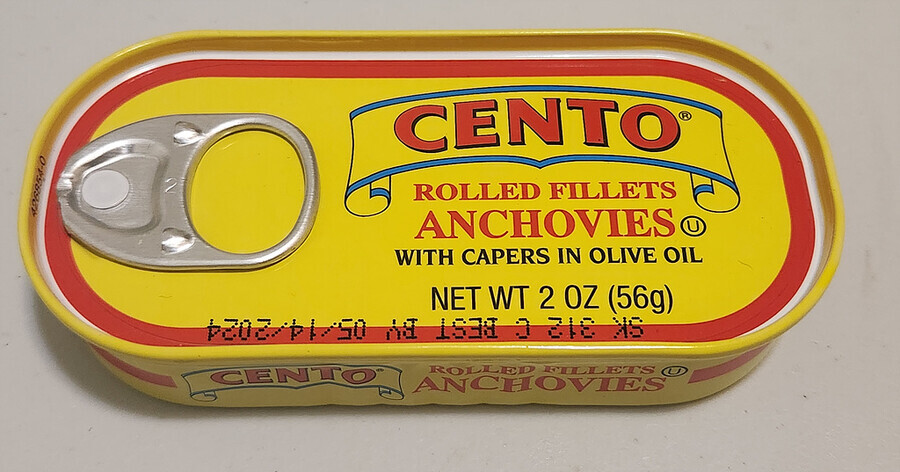 CENTO®
ROLLED FILLETS
ANCHOVIES Ⓤ
WITH CAPERS IN OLIVE OIL
NET WT 2 OZ (56g)
SK 312 C BEST BY 05/14/2024
CENTO®
ROLLED FILLETS Ⓤ
ANCHOVIES